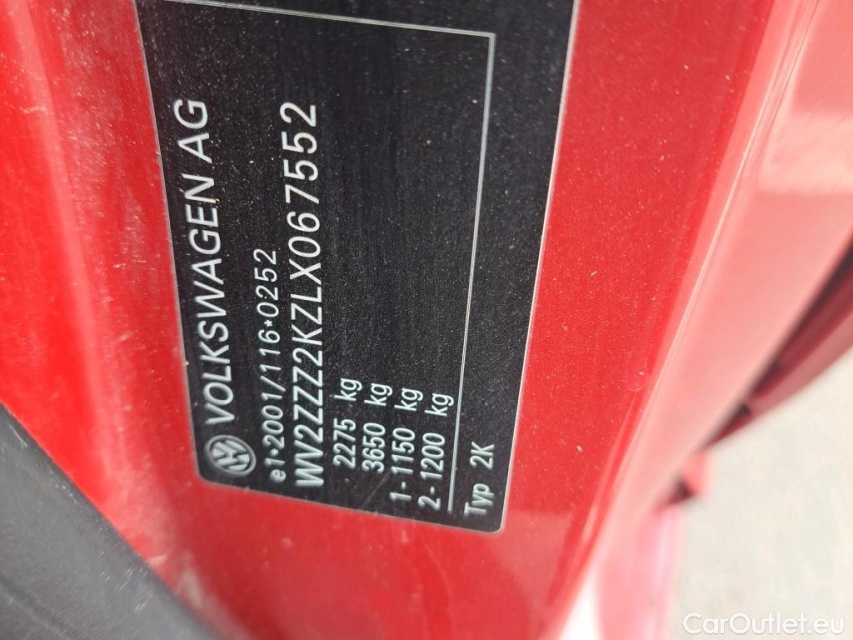 VOLKSWAGEN AG
e1*2001/116*0252
WV2ZZZ2KZLX067552
2275 kg
3650 kg
1-1150 kg
2-1200 kg
Typ 2K
CarOutlet.eu